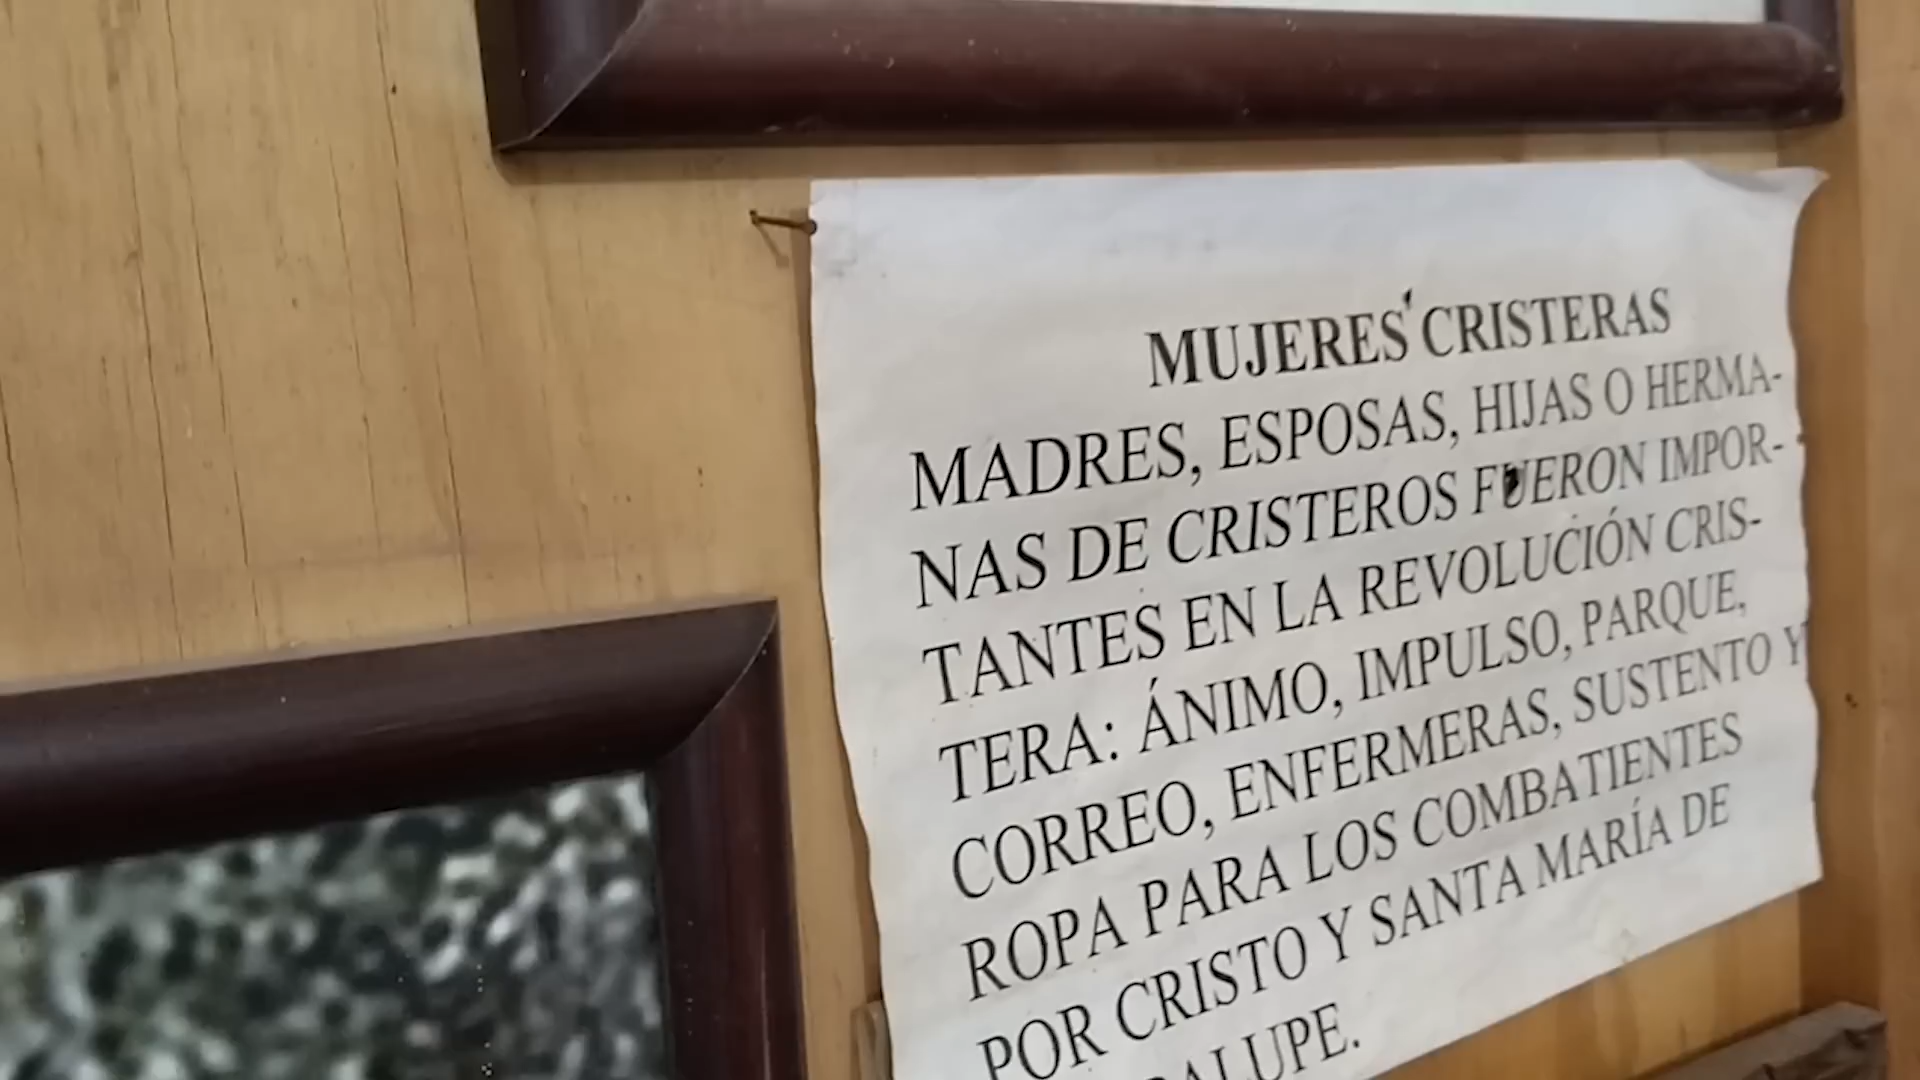 MUJERES CRISTERAS
MADRES, ESPOSAS, HIJAS O HERMA-
NAS DE CRISTEROS FUERON IMPOR-
TANTES EN LA REVOLUCIÓN CRIS-
TERA: ÁNIMO, IMPULSO, PARQUE,
CORREO, ENFERMERAS, SUSTENTO Y
ROPA PARA LOS COMBATIENTES
POR CRISTO Y SANTA MARÍA DE